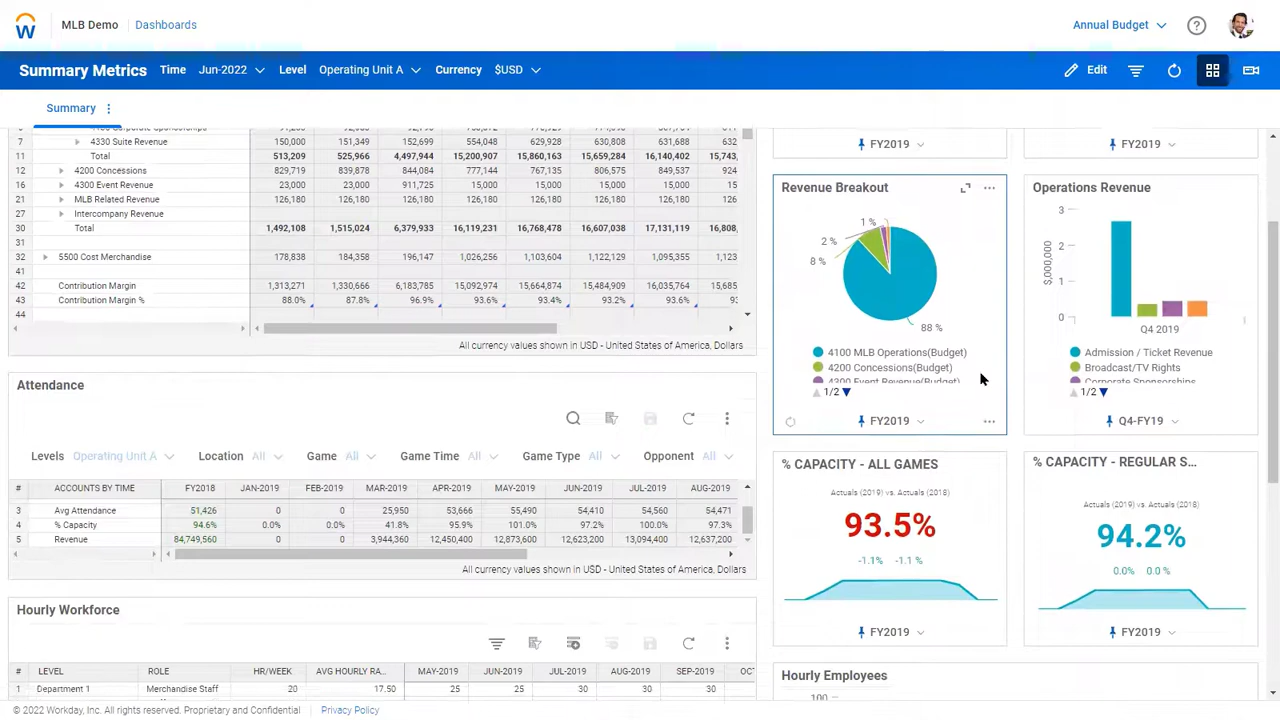 MLB Demo Dashboards Annual Budget
Summary Metrics Time Jun-2022 Level Operating Unit A Currency $USD Edit
Summary
7 4330 Suite Revenue 150,000 151,349 152,699 554,048 629,928 630,808 631,688 632
11 Total 513,209 525,966 4,497,944 15,200,907 15,860,163 15,659,284 16,140,402 15,743,
12 4200 Concessions 829,719 839,878 844,084 777,144 767,135 806,575 849,537 924
16 4300 Event Revenue 23,000 23,000 911,725 15,000 15,000 15,000 15,000 15
21 MLB Related Revenue 126,180 126,180 126,180 126,180 126,180 126,180 126,180 126
27 Intercompany Revenue
30 Total 1,492,108 1,515,024 6,379,933 16,119,231 16,768,478 16,607,038 17,131,119 16,808,
31
32 5500 Cost Merchandise 178,838 184,358 196,147 1,026,256 1,103,604 1,122,129 1,095,355 1,123
41
42 Contribution Margin 1,313,271 1,330,666 6,183,785 15,092,974 15,664,874 15,484,909 16,035,764 15,685
43 Contribution Margin % 88.0% 87.8% 96.9% 93.6% 93.4% 93.2% 93.6% 93
44
All currency values shown in USD - United States of America, Dollars
FY2019
FY2019
Revenue Breakout
1 %
2 %
8 %
88 %
4100 MLB Operations(Budget)
4200 Concessions(Budget)
4300 Event Revenue(Budget)
1/2
FY2019
Operations Revenue
3
2
1
0
$,000,000
Q4 2019
Admission / Ticket Revenue
Broadcast/TV Rights
Corporate Sponsorships
1/2
Q4-FY19
Attendance
Levels Operating Unit A Location All Game All Game Time All Game Type All Opponent All
# ACCOUNTS BY TIME FY2018 JAN-2019 FEB-2019 MAR-2019 APR-2019 MAY-2019 JUN-2019 JUL-2019 AUG-2019
3 Avg Attendance 51,426 0 0 25,580 53,666 55,490 54,410 54,560 54,471
4 % Capacity 94.6% 0.0% 0.0% 41.8% 95.9% 101.0% 97.2% 100.0% 97.3%
5 Revenue 84,749,560 0 0 3,944,360 12,450,400 12,873,600 12,623,200 13,094,400 12,637,200
All currency values shown in USD - United States of America, Dollars
% CAPACITY - ALL GAMES
Actuals (2019) vs. Actuals (2018)
93.5%
-1.1% -1.1 %
FY2019
% CAPACITY - REGULAR S...
Actuals (2019) vs. Actuals (2018)
94.2%
0.0% 0.0 %
FY2019
Hourly Workforce
# LEVEL ROLE HR/WEEK AVG HOURLY RA... MAY-2019 JUN-2019 JUL-2019 AUG-2019 SEP-2019 OC
1 Department 1 Merchandise Staff 20 17.50 25 25 30 30 30
Hourly Employees
100
© 2022 Workday, Inc. All rights reserved. Proprietary and Confidential Privacy Policy